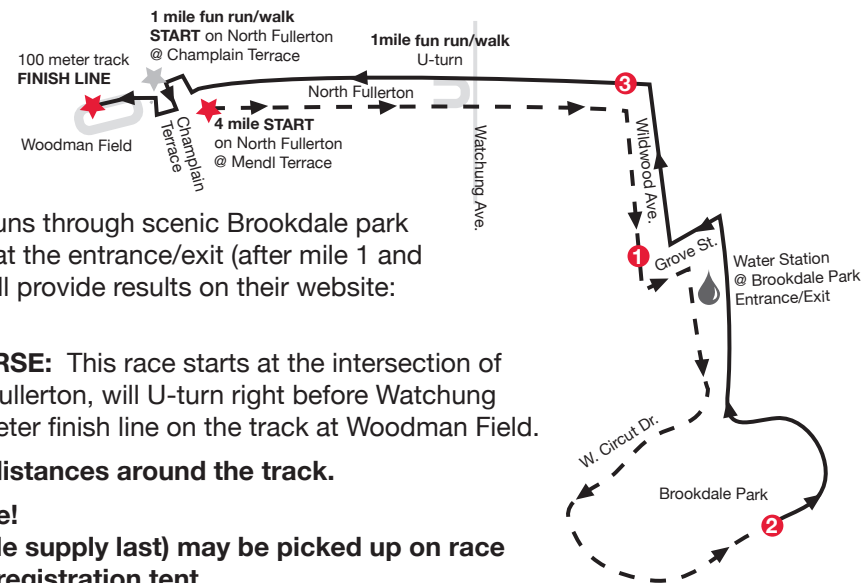 1 mile fun run/walk
START on North Fullerton
@ Champlain Terrace
1mile fun run/walk
U-turn
100 meter track
FINISH LINE
3
North Fullerton
Woodman Field
Champlain
Terrace
4 mile START
on North Fullerton
@ Mendl Terrace
Watchung Ave.
Wildwood Ave.
uns through scenic Brookdale park
at the entrance/exit (after mile 1 and
ll provide results on their website:
1
Grove St.
Water Station
@ Brookdale Park
Entrance/Exit
RSE: This race starts at the intersection of
ullerton, will U-turn right before Watchung
eter finish line on the track at Woodman Field.
distances around the track.
W. Circut Dr.
Brookdale Park
2
e!
le supply last) may be picked up on race
registration tent